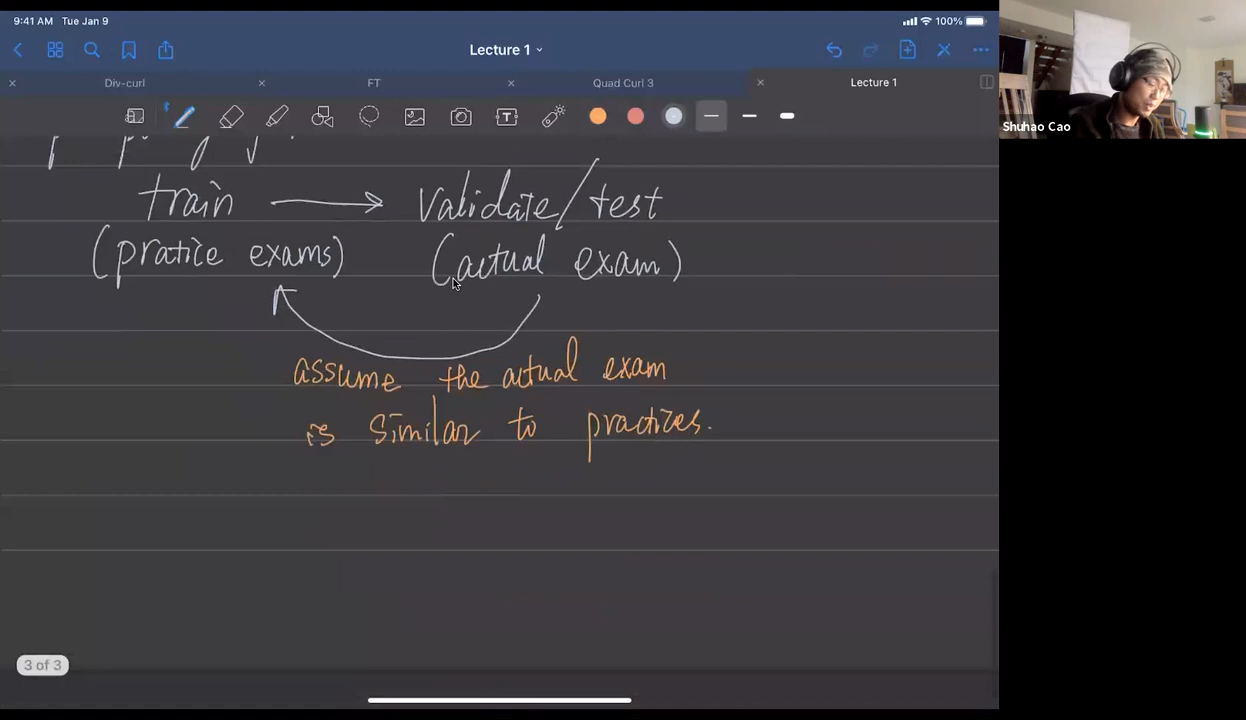 9:41 AM Tue Jan 9
100%
Lecture 1
Div-curl
FT
Quad Curl 3
Lecture 1
Shuhao Cao
train → validate/test
(pratice exams) (actual exam)
assume the actual exam
is similar to practices.
3 of 3